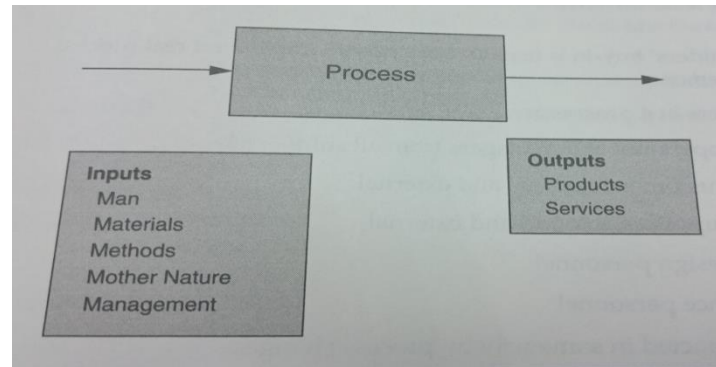 Process
Inputs
Man
Materials
Methods
Mother Nature
Management
Outputs
Products
Services